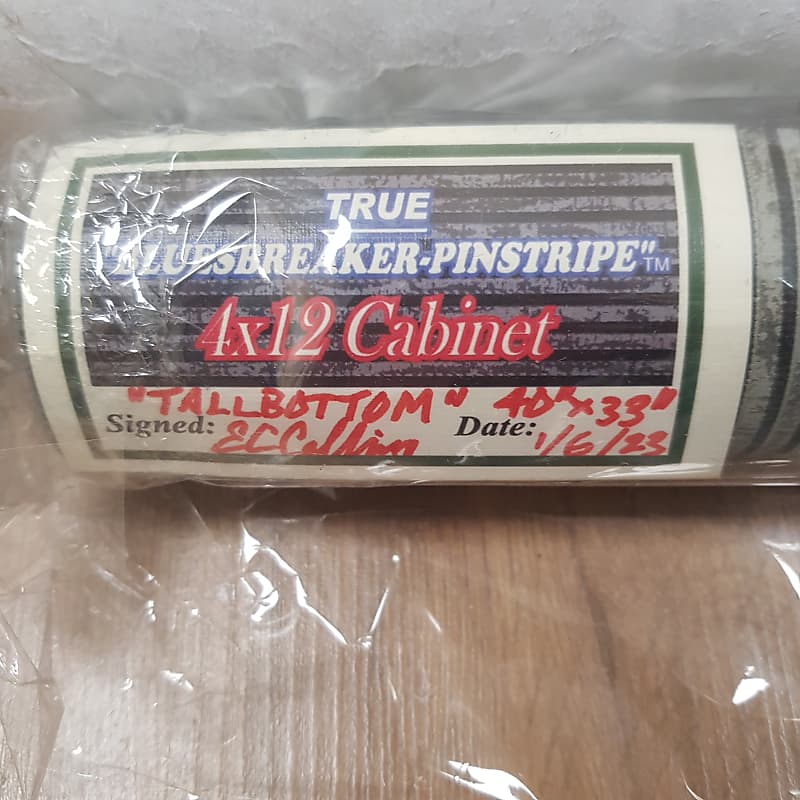 TRUE
"BLUESBREAKER-PINSTRIPE"TM
4x12 Cabinet
"TALLBOTTOM" 40"x33"
Signed: Date: 1/6/23